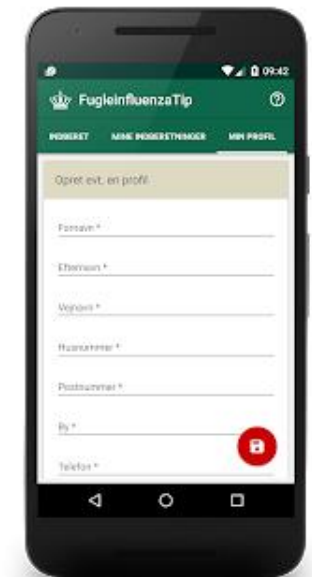 09:42
FugleinfluenzaTip
INDBERET MINE INDBERETNINGER MIN PROFIL
Opret evt. en profil
Fornavn *
Efternavn *
Vejnavn *
Husnummer *
Postnummer *
By *
Telefon *